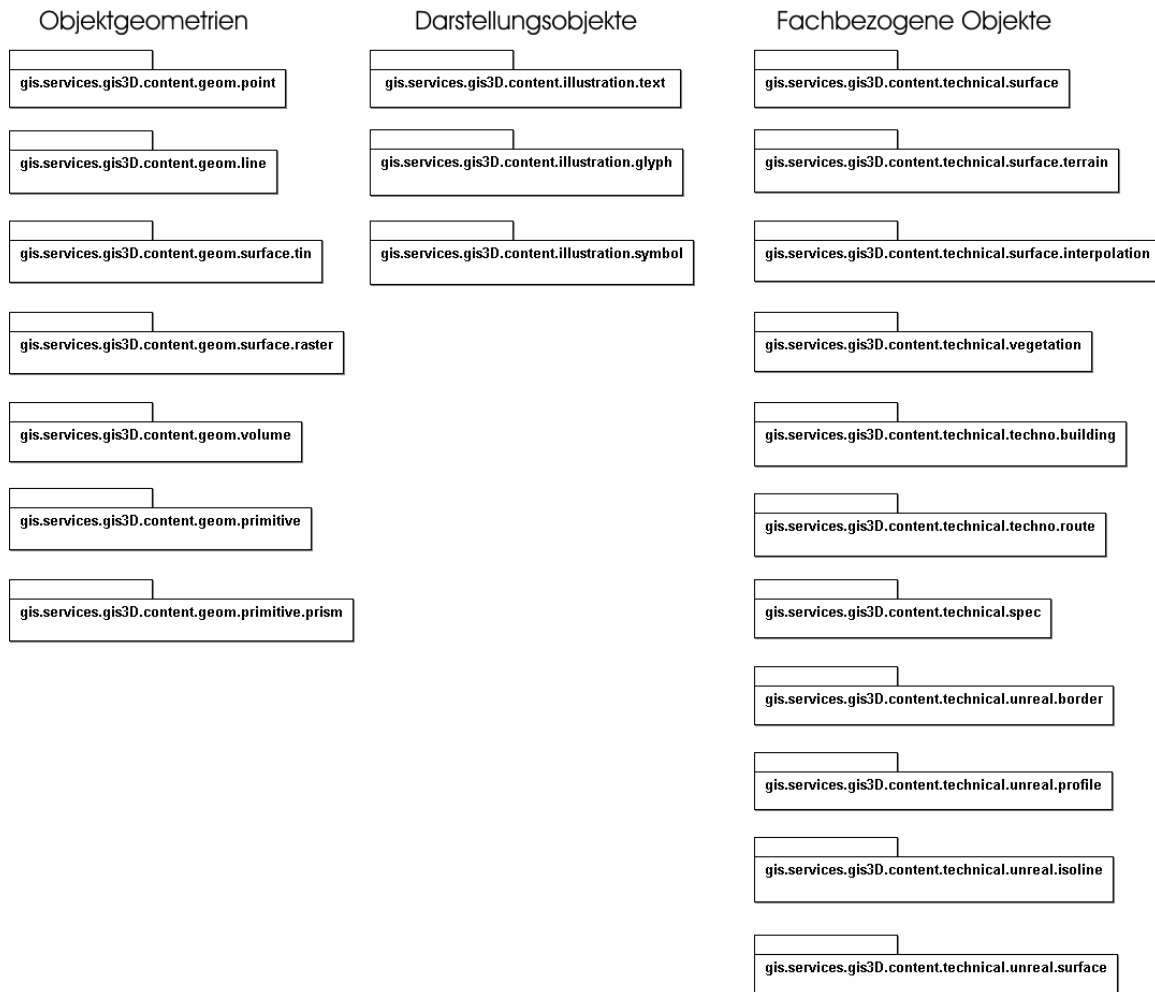 Objektgeometrien
gis.services.gis3D.content.geom.point
gis.services.gis3D.content.geom.line
gis.services.gis3D.content.geom.surface.tin
gis.services.gis3D.content.geom.surface.raster
gis.services.gis3D.content.geom.volume
gis.services.gis3D.content.geom.primitive
gis.services.gis3D.content.geom.primitive.prism
Darstellungsobjekte
gis.services.gis3D.content.illustration.text
gis.services.gis3D.content.illustration.glyph
gis.services.gis3D.content.illustration.symbol
Fachbezogene Objekte
gis.services.gis3D.content.technical.surface
gis.services.gis3D.content.technical.surface.terrain
gis.services.gis3D.content.technical.surface.interpolation
gis.services.gis3D.content.technical.vegetation
gis.services.gis3D.content.technical.techno.building
gis.services.gis3D.content.technical.techno.route
gis.services.gis3D.content.technical.spec
gis.services.gis3D.content.technical.unreal.border
gis.services.gis3D.content.technical.unreal.profile
gis.services.gis3D.content.technical.unreal.isoline
gis.services.gis3D.content.technical.unreal.surface